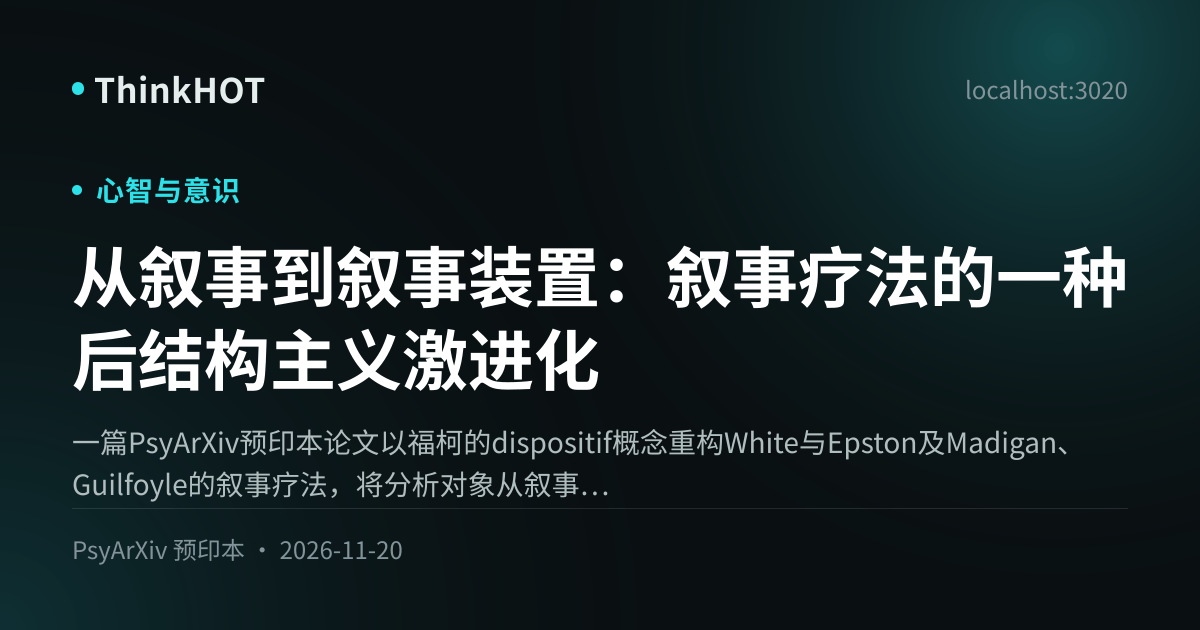 ThinkHOT
localhost:3020
心智与意识
从叙事到叙事装置：叙事疗法的一种
后结构主义激进化
一篇PsyArXiv预印本论文以福柯的dispositif概念重构White与Epston及Madigan、
Guilfoyle的叙事疗法，将分析对象从叙事…
PsyArXiv 预印本 · 2026-11-20